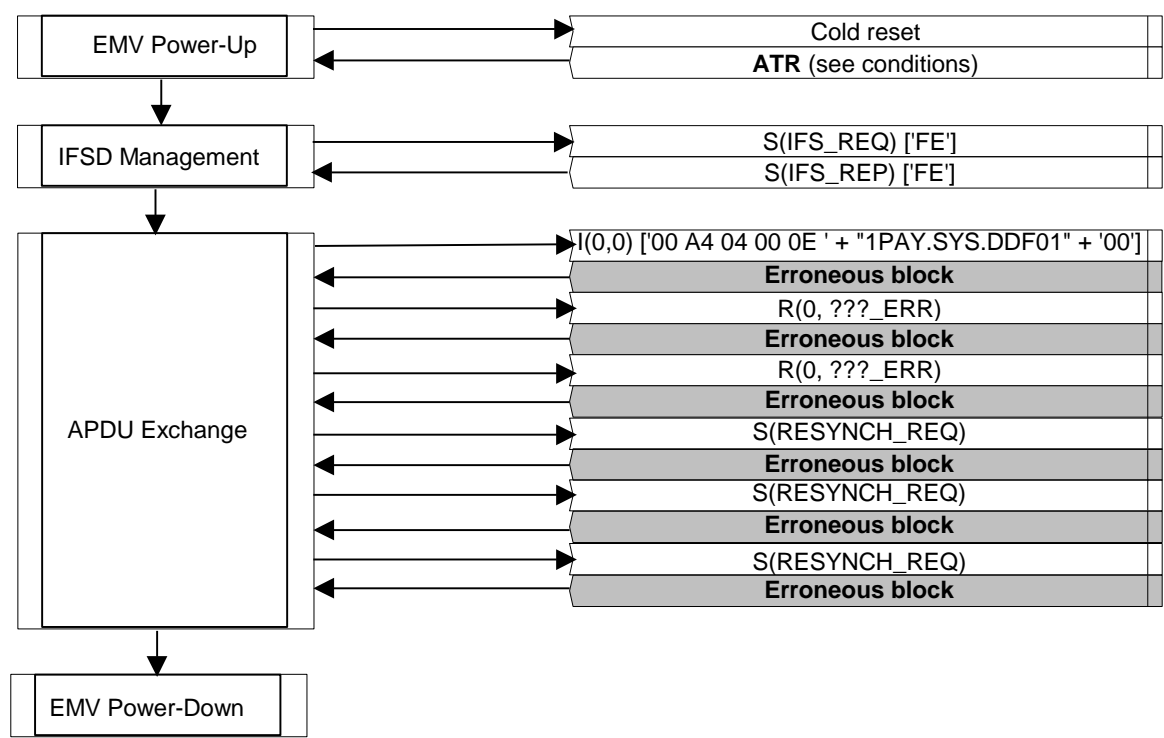 EMV Power-Up
Cold reset
ATR (see conditions)
IFSD Management
S(IFS_REQ) ['FE']
S(IFS_REP) ['FE']
APDU Exchange
I(0,0) ['00 A4 04 00 0E ' + "1PAY.SYS.DDF01" + '00']
Erroneous block
R(0, ???_ERR)
Erroneous block
R(0, ???_ERR)
Erroneous block
S(RESYNCH_REQ)
Erroneous block
S(RESYNCH_REQ)
Erroneous block
S(RESYNCH_REQ)
Erroneous block
EMV Power-Down